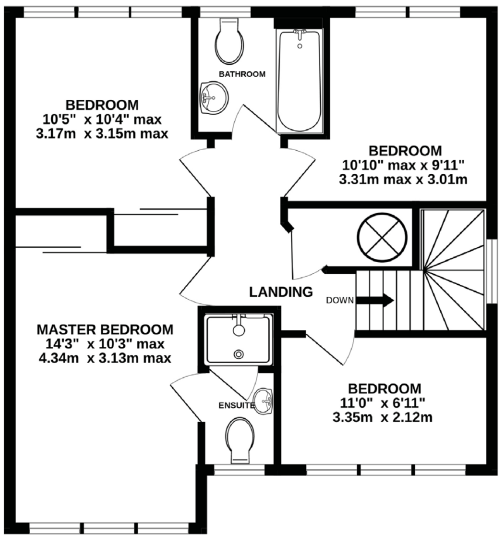 BATHROOM
BEDROOM
10'5" x 10'4" max
3.17m x 3.15m max
BEDROOM
10'10" max x 9'11"
3.31m max x 3.01m
LANDING
DOWN
MASTER BEDROOM
14'3" x 10'3" max
4.34m x 3.13m max
ENSUITE
BEDROOM
11'0" x 6'11"
3.35m x 2.12m